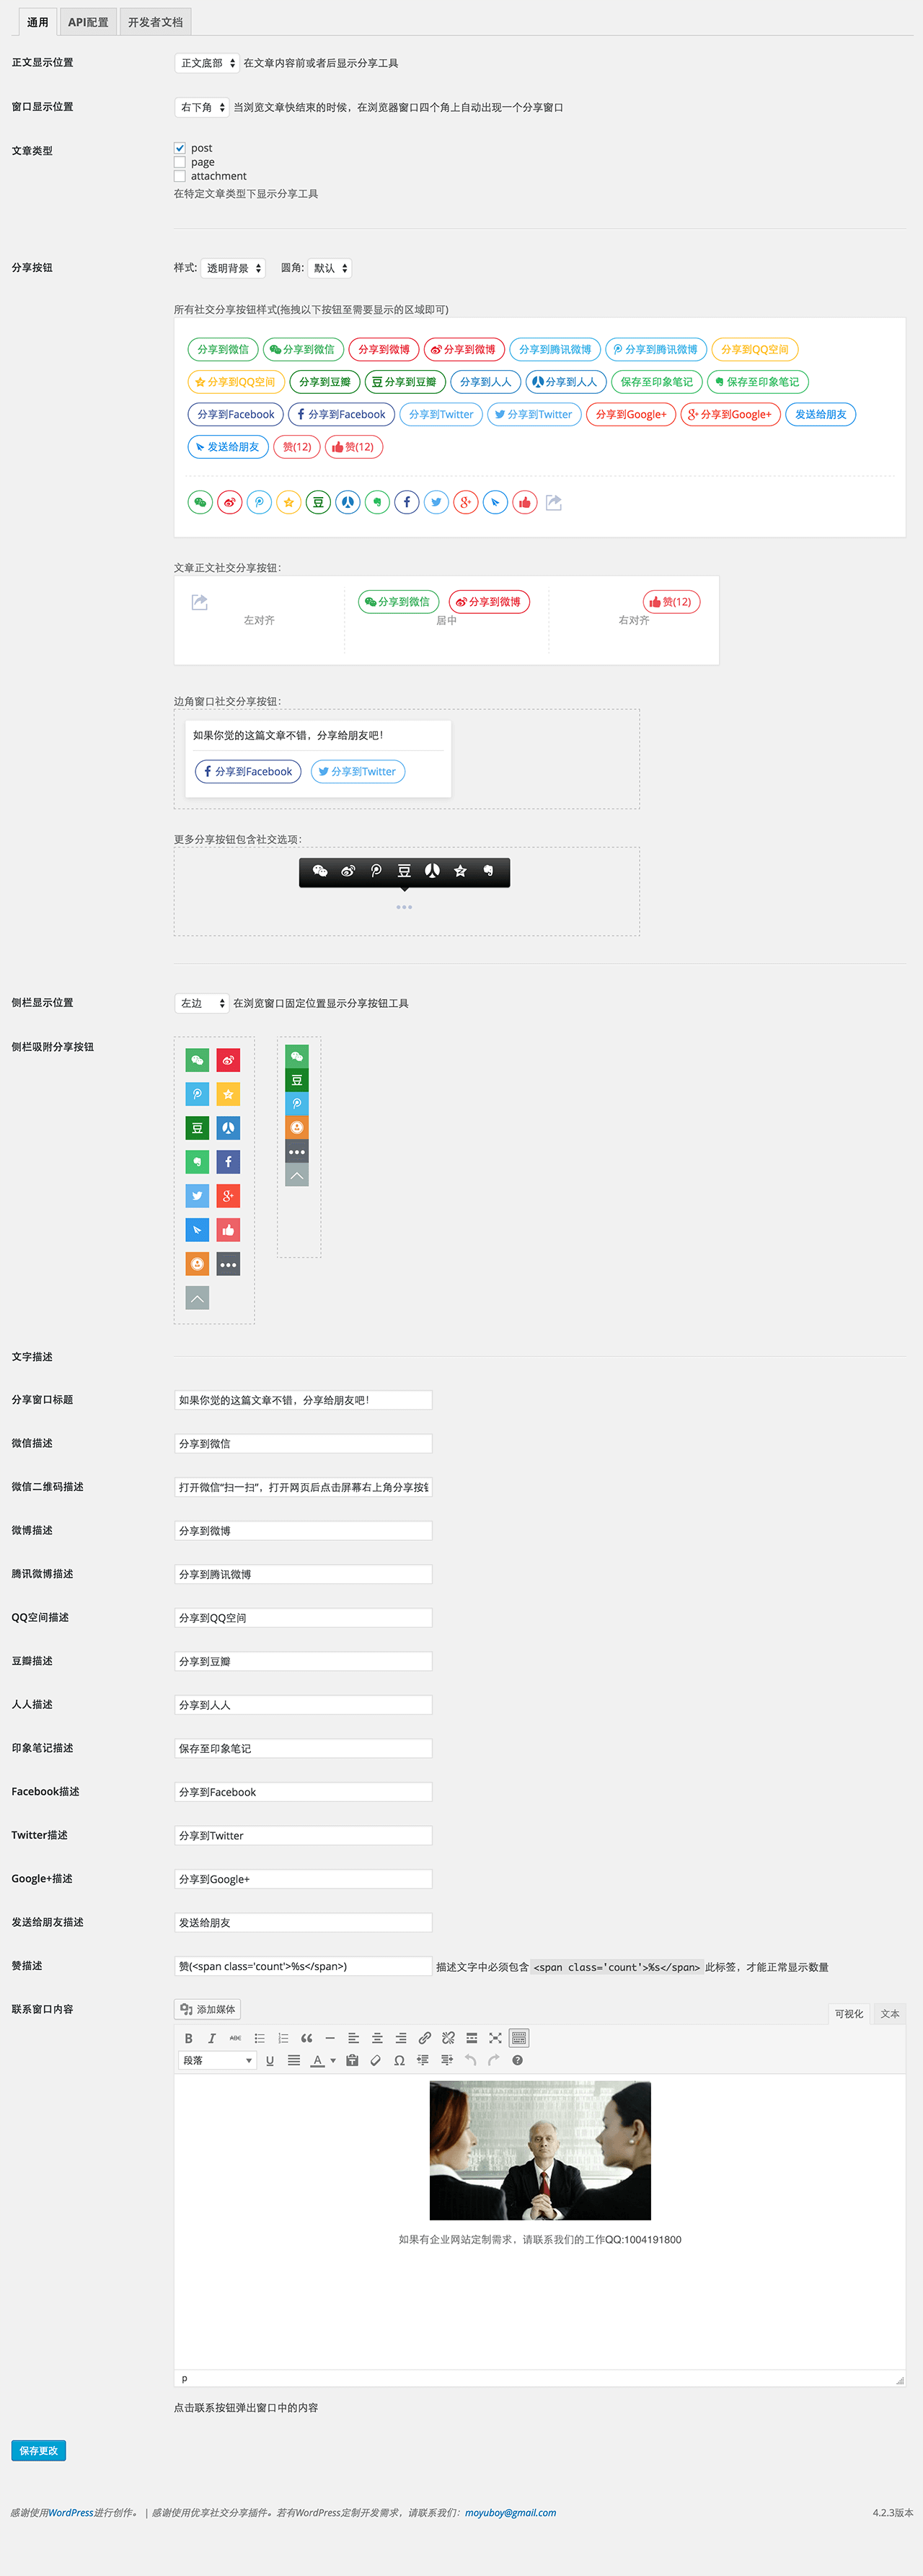 通用 API配置 开发者文档
正文显示位置 正文底部 在文章内容前或者后显示分享工具
窗口显示位置 右下角 当浏览文章快结束的时候，在浏览器窗口四个角上自动出现一个分享窗口
文章类型 post
page
attachment
在特定文章类型下显示分享工具
分享按钮 样式: 透明背景 圆角: 默认
所有社交分享按钮样式(拖拽以下按钮至需要显示的区域即可)
分享到微信 分享到微信 分享到微博 分享到微博 分享到腾讯微博 分享到腾讯微博 分享到QQ空间
分享到QQ空间 分享到豆瓣 豆 分享到豆瓣 分享到人人 分享到人人 保存至印象笔记 保存至印象笔记
分享到Facebook f 分享到Facebook 分享到Twitter 分享到Twitter 分享到Google+ g+ 分享到Google+ 发送给朋友
发送给朋友 赞(12) 赞(12)
豆 f g+
文章正文社交分享按钮：
分享到微信 分享到微博 赞(12)
左对齐 居中 右对齐
边角窗口社交分享按钮：
如果你觉的这篇文章不错，分享给朋友吧！
f 分享到Facebook 分享到Twitter
更多分享按钮包含社交选项：
豆
侧栏显示位置 左边 在浏览窗口固定位置显示分享按钮工具
侧栏吸附分享按钮
豆
豆
f
g+
文字描述
分享窗口标题 如果你觉的这篇文章不错，分享给朋友吧！
微信描述 分享到微信
微信二维码描述 打开微信“扫一扫”，打开网页后点击屏幕右上角分享按钮
微博描述 分享到微博
腾讯微博描述 分享到腾讯微博
QQ空间描述 分享到QQ空间
豆瓣描述 分享到豆瓣
人人描述 分享到人人
印象笔记描述 保存至印象笔记
Facebook描述 分享到Facebook
Twitter描述 分享到Twitter
Google+描述 分享到Google+
发送给朋友描述 发送给朋友
赞描述 赞(<span class='count'>%s</span>) 描述文字中必须包含 <span class='count'>%s</span> 此标签，才能正常显示数量
联系窗口内容 添加媒体 可视化 文本
B I ABC
段落 U A Ω
如果有企业网站定制需求，请联系我们的工作QQ:1004191800
p
点击联系按钮弹出窗口中的内容
保存更改
感谢使用WordPress进行创作。 | 感谢使用优享社交分享插件。若有WordPress定制开发需求，请联系我们：moyuboy@gmail.com 4.2.3版本